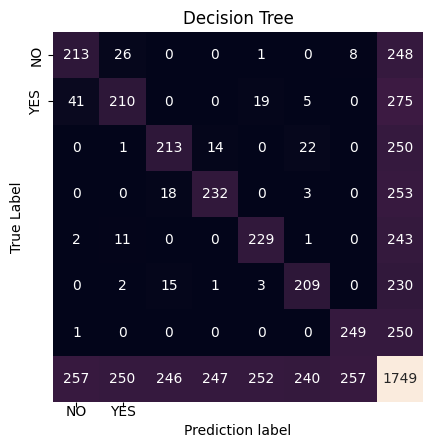 Decision Tree
NO 213 26 0 0 1 0 8 248
YES 41 210 0 0 19 5 0 275
0 1 213 14 0 22 0 250
0 0 18 232 0 3 0 253
2 11 0 0 229 1 0 243
0 2 15 1 3 209 0 230
1 0 0 0 0 0 249 250
257 250 246 247 252 240 257 1749
NO YES
True Label
Prediction label